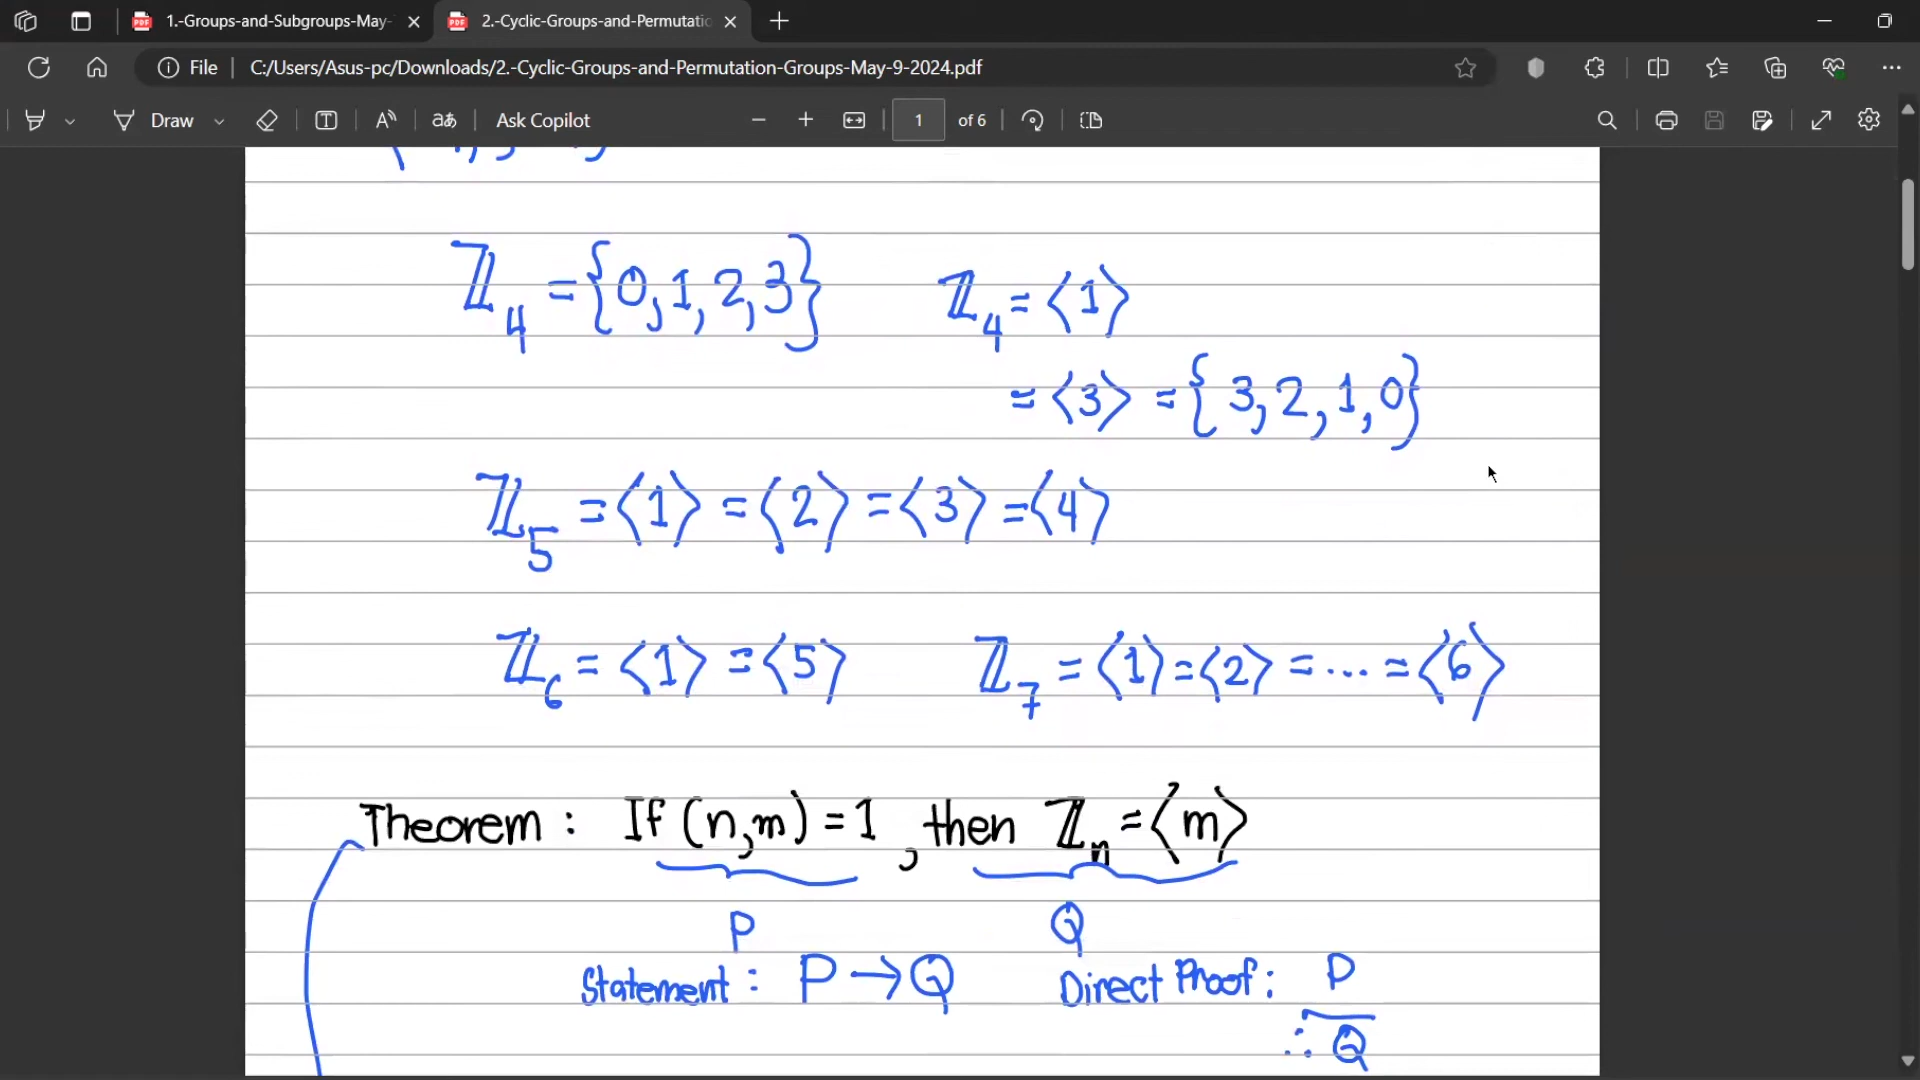 1.-Groups-and-Subgroups-May-
2.-Cyclic-Groups-and-Permutatio
File
C:/Users/Asus-pc/Downloads/2.-Cyclic-Groups-and-Permutation-Groups-May-9-2024.pdf
Draw
aあ
Ask Copilot
1 of 6
ℤ₄ = {0, 1, 2, 3} ℤ₄ = ⟨1⟩
= ⟨3⟩ = {3, 2, 1, 0}
ℤ₅ = ⟨1⟩ = ⟨2⟩ = ⟨3⟩ = ⟨4⟩
ℤ₆ = ⟨1⟩ = ⟨5⟩ ℤ₇ = ⟨1⟩ = ⟨2⟩ = ... = ⟨6⟩
Theorem : If (n,m) = 1, then ℤₙ = ⟨m⟩
P Q
Statement : P → Q Direct Proof : P
∴ Q